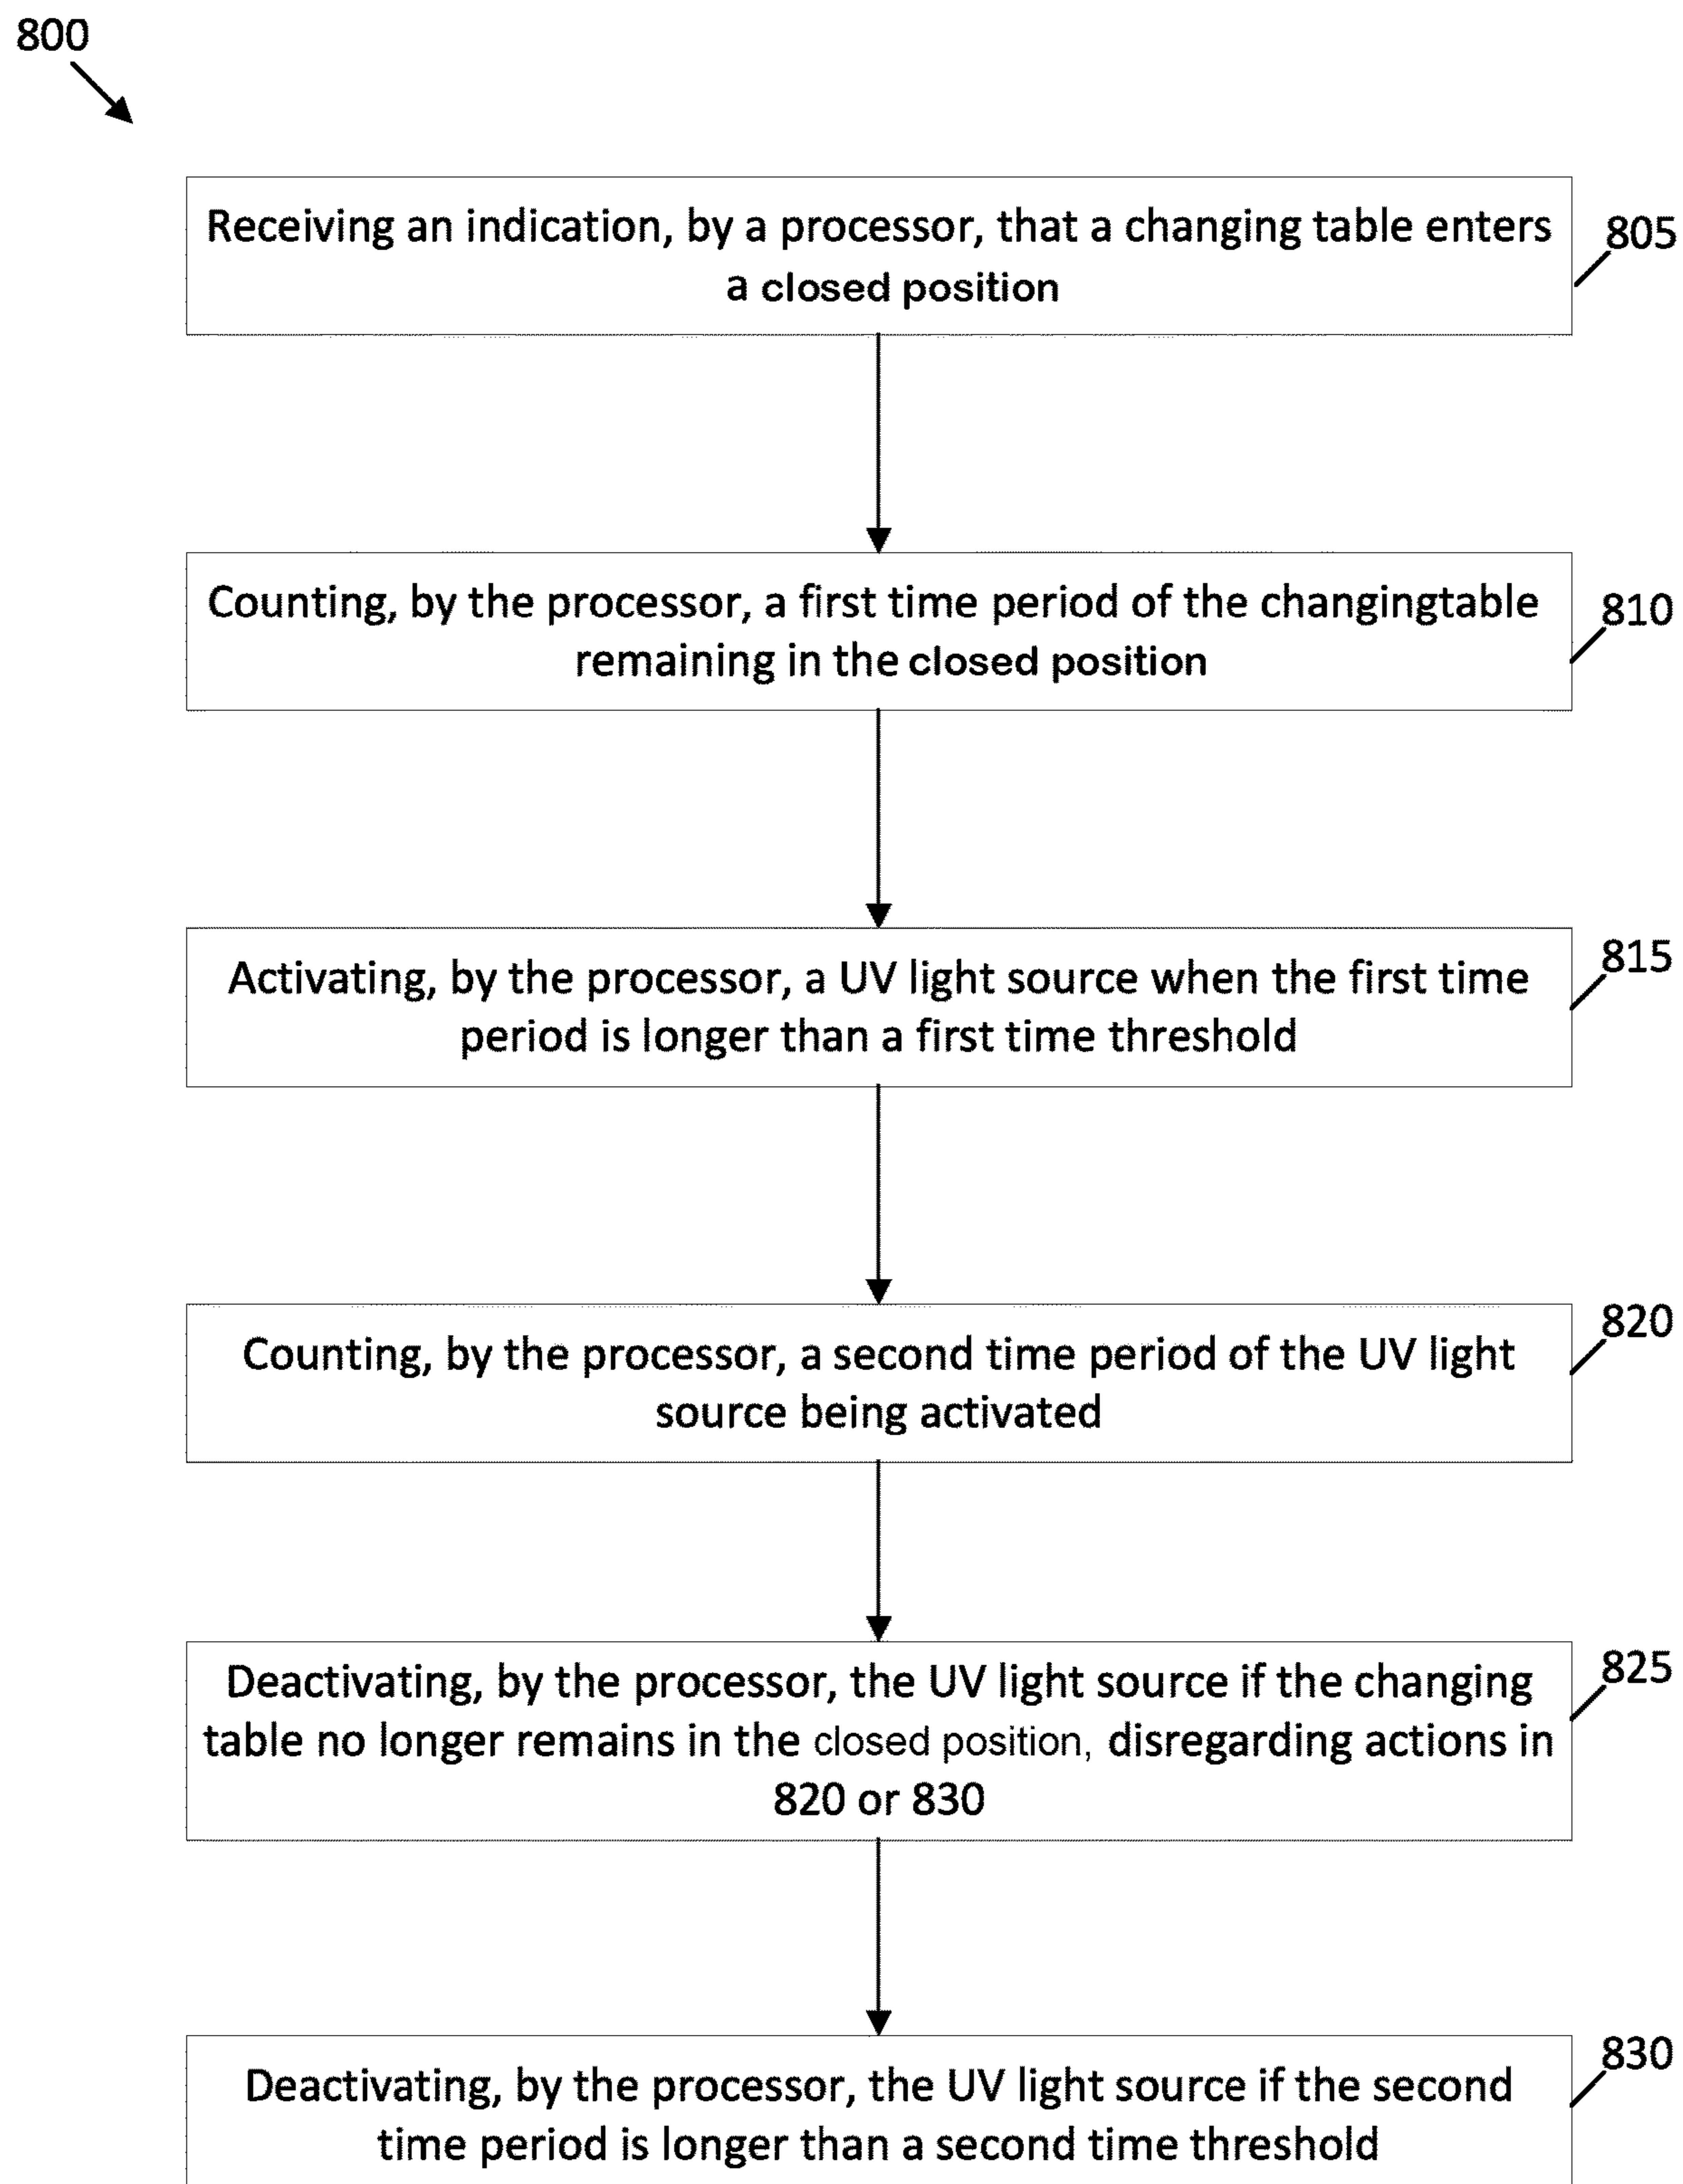 800
Receiving an indication, by a processor, that a changing table enters
a closed position
805
Counting, by the processor, a first time period of the changingtable
remaining in the closed position
810
Activating, by the processor, a UV light source when the first time
period is longer than a first time threshold
815
Counting, by the processor, a second time period of the UV light
source being activated
820
Deactivating, by the processor, the UV light source if the changing
table no longer remains in the closed position, disregarding actions in
820 or 830
825
Deactivating, by the processor, the UV light source if the second
time period is longer than a second time threshold
830